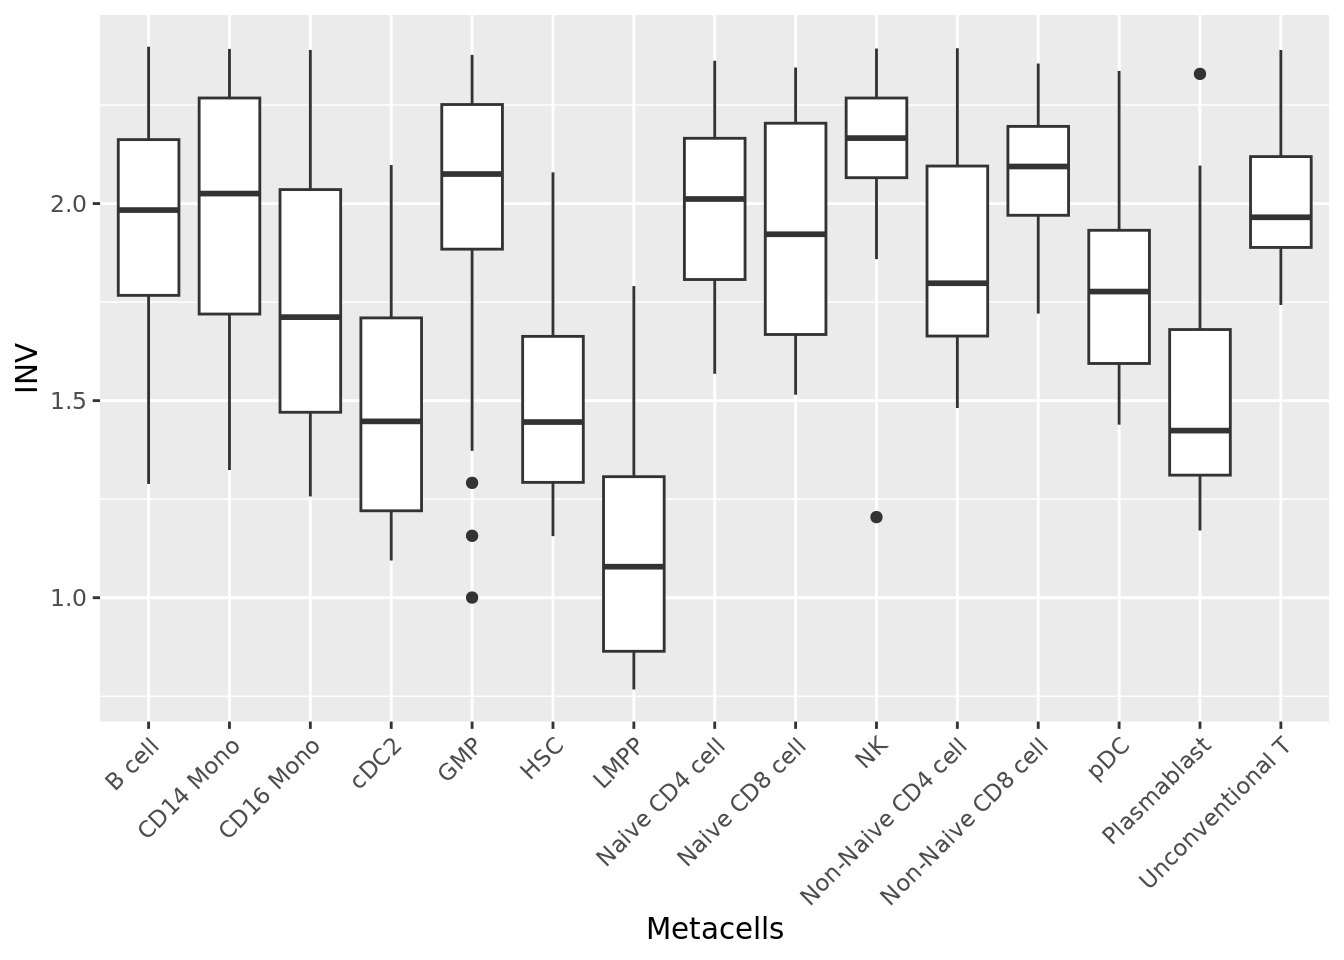 INV
2.0
1.5
1.0
B cell
CD14 Mono
CD16 Mono
cDC2
GMP
HSC
LMPP
Naive CD4 cell
Naive CD8 cell
NK
Non-Naive CD4 cell
Non-Naive CD8 cell
pDC
Plasmablast
Unconventional T
Metacells